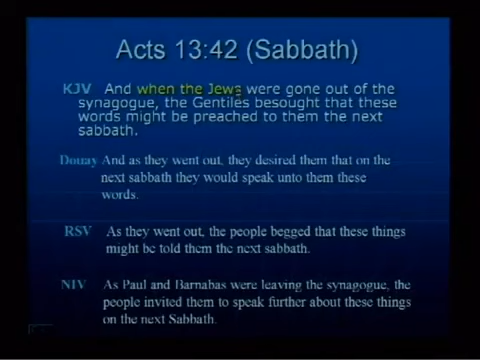 Acts 13:42 (Sabbath)
KJV And when the Jews were gone out of the
synagogue, the Gentiles besought that these
words might be preached to them the next
sabbath.
Douay And as they went out, they desired them that on the
next sabbath they would speak unto them these
words.
RSV As they went out, the people begged that these things
might be told them the next sabbath.
NIV As Paul and Barnabas were leaving the synagogue, the
people invited them to speak further about these things
on the next Sabbath.